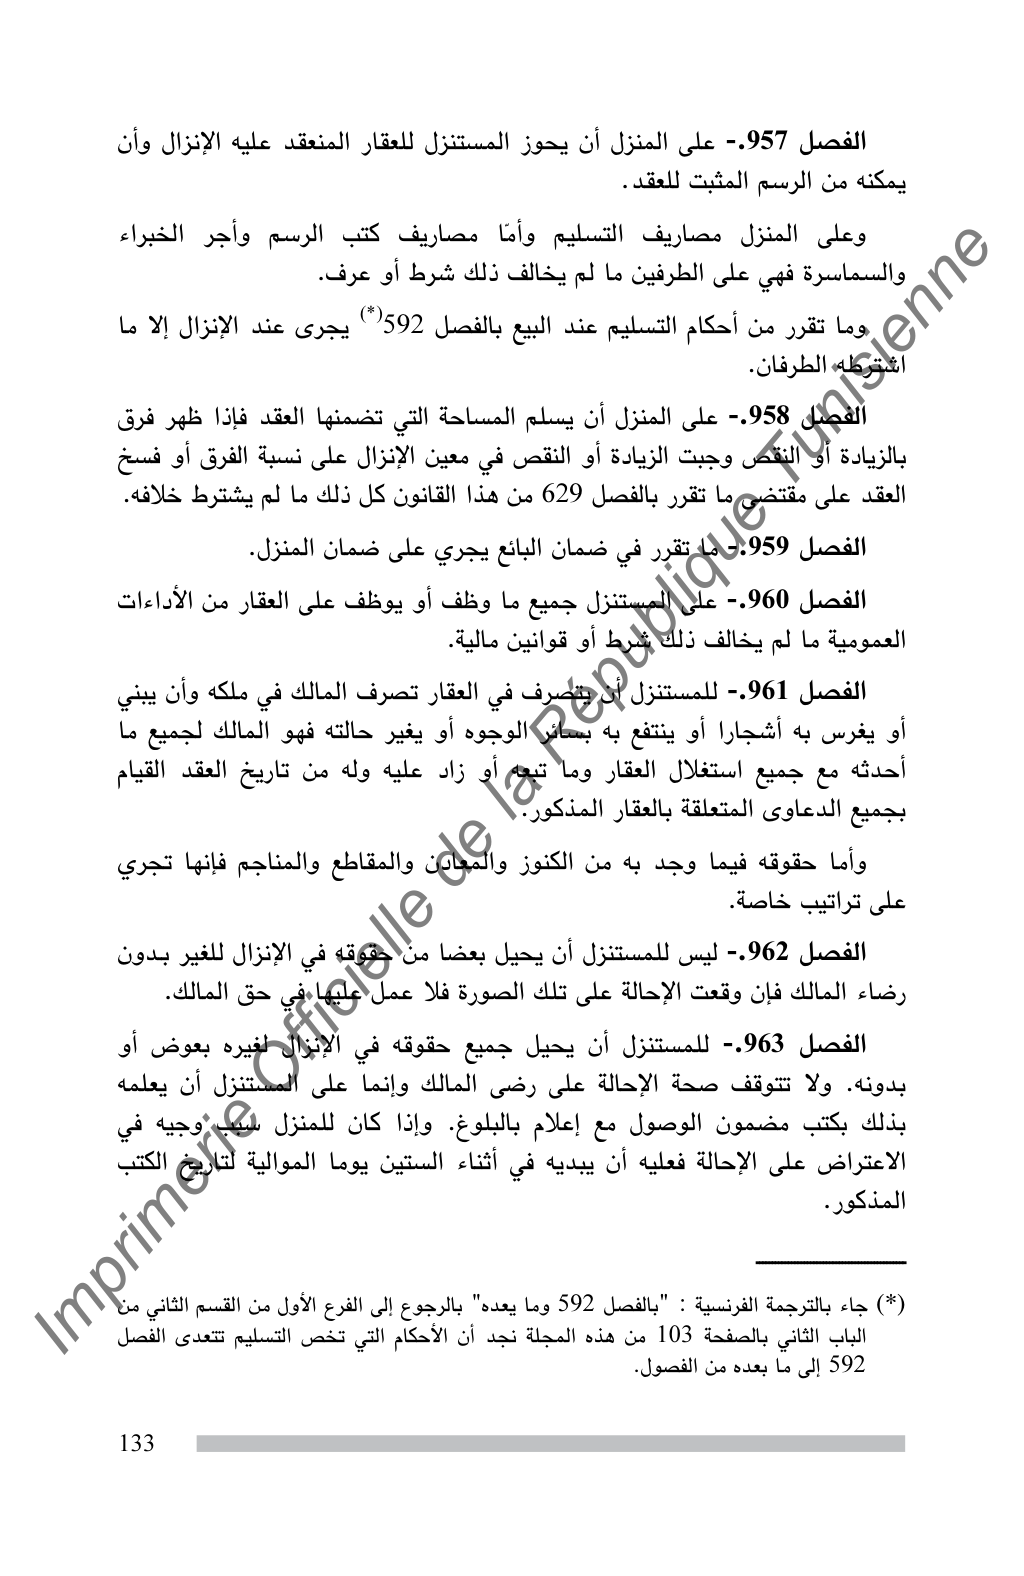 الفصل 957.- على المنزل أن يحوز المستنزل للعقار المنعقد عليه الإنزال وأن
يمكنه من الرسم المثبت للعقد.
وعلى المنزل مصاريف التسليم وأمّا مصاريف كتب الرسم وأجر الخبراء
والسماسرة فهي على الطرفين ما لم يخالف ذلك شرط أو عرف.
وما تقرر من أحكام التسليم عند البيع بالفصل 592(*) يجرى عند الإنزال إلا ما
اشترطه الطرفان.
الفصل 958.- على المنزل أن يسلم المساحة التي تضمنها العقد فإذا ظهر فرق
بالزيادة أو النقص وجبت الزيادة أو النقص في معين الإنزال على نسبة الفرق أو فسخ
العقد على مقتضى ما تقرر بالفصل 629 من هذا القانون كل ذلك ما لم يشترط خلافه.
الفصل 959.- ما تقرر في ضمان البائع يجري على ضمان المنزل.
الفصل 960.- على المستنزل جميع ما وظف أو يوظف على العقار من الأداءات
العمومية ما لم يخالف ذلك شرط أو قوانين مالية.
الفصل 961.- للمستنزل أن يتصرف في العقار تصرف المالك في ملكه وأن يبني
أو يغرس به أشجارا أو ينتفع به بسائر الوجوه أو يغير حالته فهو المالك لجميع ما
أحدثه مع جميع استغلال العقار وما تبعه أو زاد عليه وله من تاريخ العقد القيام
بجميع الدعاوى المتعلقة بالعقار المذكور.
وأما حقوقه فيما وجد به من الكنوز والمعادن والمقاطع والمناجم فإنها تجري
على تراتيب خاصة.
الفصل 962.- ليس للمستنزل أن يحيل بعضا من حقوقه في الإنزال للغير بدون
رضاء المالك فإن وقعت الإحالة على تلك الصورة فلا عمل عليها في حق المالك.
الفصل 963.- للمستنزل أن يحيل جميع حقوقه في الإنزال لغيره بعوض أو
بدونه. ولا تتوقف صحة الإحالة على رضى المالك وإنما على المستنزل أن يعلمه
بذلك بكتب مضمون الوصول مع إعلام بالبلوغ. وإذا كان للمنزل سبب وجيه في
الاعتراض على الإحالة فعليه أن يبديه في أثناء الستين يوما الموالية لتاريخ الكتب
المذكور.
(*) جاء بالترجمة الفرنسية : "بالفصل 592 وما يعده" بالرجوع إلى الفرع الأول من القسم الثاني من
الباب الثاني بالصفحة 103 من هذه المجلة نجد أن الأحكام التي تخص التسليم تتعدى الفصل
592 إلى ما بعده من الفصول.
133
Imprimerie Officielle de la République Tunisienne